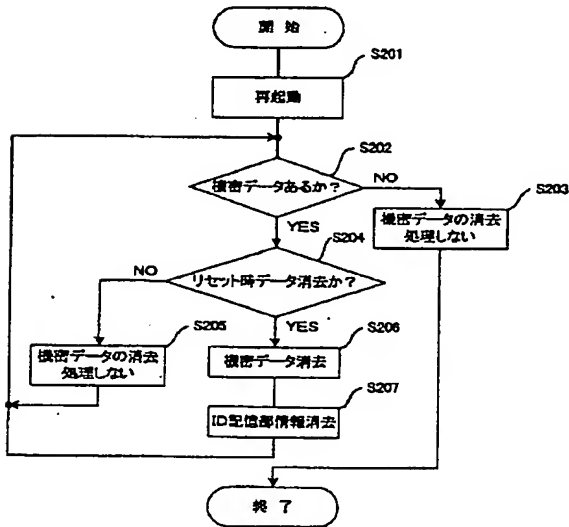 開始
S201
再起動
S202
機密データあるか?
NO
S203
機密データの消去
処理しない
YES
S204
リセット時データ消去か?
NO
YES
S205
機密データの消去
処理しない
S206
機密データ消去
S207
ID記憶部情報消去
終了